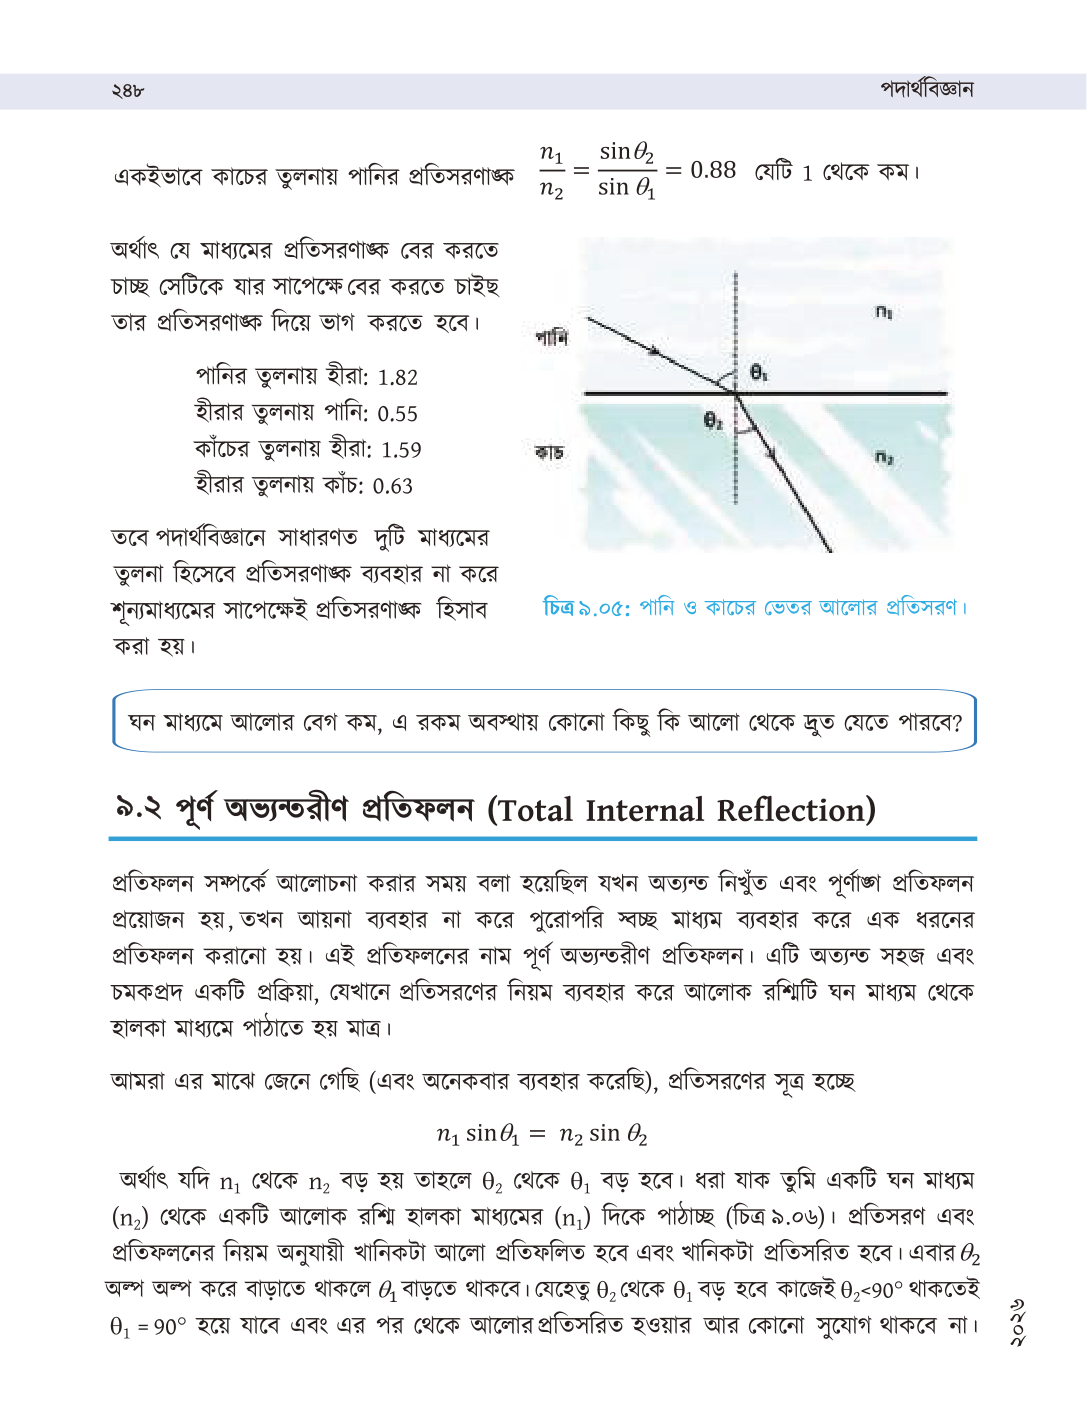 ২৪৮ পদার্থবিজ্ঞান
একইভাবে কাচের তুলনায় পানির প্রতিসরণাঙ্ক n₁/n₂ = sinθ₂/sin θ₁ = 0.88 যেটি 1 থেকে কম।
অর্থাৎ যে মাধ্যমের প্রতিসরণাঙ্ক বের করতে
চাচ্ছ সেটিকে যার সাপেক্ষে বের করতে চাইছ
তার প্রতিসরণাঙ্ক দিয়ে ভাগ করতে হবে।
পানির তুলনায় হীরা: 1.82
হীরার তুলনায় পানি: 0.55
কাঁচের তুলনায় হীরা: 1.59
হীরার তুলনায় কাঁচ: 0.63
তবে পদার্থবিজ্ঞানে সাধারণত দুটি মাধ্যমের
তুলনা হিসেবে প্রতিসরণাঙ্ক ব্যবহার না করে
শূন্যমাধ্যমের সাপেক্ষেই প্রতিসরণাঙ্ক হিসাব
করা হয়।
n₁
পানি
θ₁
θ₂
কাচ
n₂
চিত্র ৯.০৫: পানি ও কাচের ভেতর আলোর প্রতিসরণ।
ঘন মাধ্যমে আলোর বেগ কম, এ রকম অবস্থায় কোনো কিছু কি আলো থেকে দ্রুত যেতে পারবে?
৯.২ পূর্ণ অভ্যন্তরীণ প্রতিফলন (Total Internal Reflection)
প্রতিফলন সম্পর্কে আলোচনা করার সময় বলা হয়েছিল যখন অত্যন্ত নিখুঁত এবং পূর্ণাঙ্গ প্রতিফলন
প্রয়োজন হয়, তখন আয়না ব্যবহার না করে পুরোপরি স্বচ্ছ মাধ্যম ব্যবহার করে এক ধরনের
প্রতিফলন করানো হয়। এই প্রতিফলনের নাম পূর্ণ অভ্যন্তরীণ প্রতিফলন। এটি অত্যন্ত সহজ এবং
চমকপ্রদ একটি প্রক্রিয়া, যেখানে প্রতিসরণের নিয়ম ব্যবহার করে আলোক রশ্মিটি ঘন মাধ্যম থেকে
হালকা মাধ্যমে পাঠাতে হয় মাত্র।
আমরা এর মাঝে জেনে গেছি (এবং অনেকবার ব্যবহার করেছি), প্রতিসরণের সূত্র হচ্ছে
n₁ sinθ₁ = n₂ sin θ₂
অর্থাৎ যদি n₁ থেকে n₂ বড় হয় তাহলে θ₂ থেকে θ₁ বড় হবে। ধরা যাক তুমি একটি ঘন মাধ্যম
(n₂) থেকে একটি আলোক রশ্মি হালকা মাধ্যমের (n₁) দিকে পাঠাচ্ছ (চিত্র ৯.০৬)। প্রতিসরণ এবং
প্রতিফলনের নিয়ম অনুযায়ী খানিকটা আলো প্রতিফলিত হবে এবং খানিকটা প্রতিসরিত হবে। এবার θ₂
অল্প অল্প করে বাড়াতে থাকলে θ₁ বাড়তে থাকবে। যেহেতু θ₂ থেকে θ₁ বড় হবে কাজেই θ₂<90° থাকতেই
θ₁ = 90° হয়ে যাবে এবং এর পর থেকে আলোর প্রতিসরিত হওয়ার আর কোনো সুযোগ থাকবে না।
২০২৬